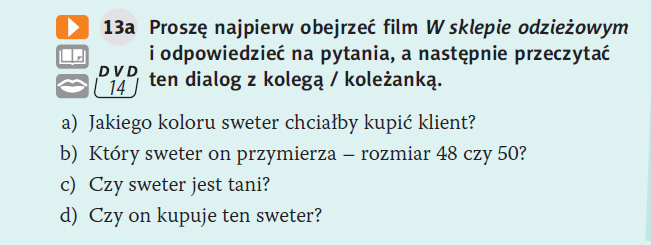 13a Proszę najpierw obejrzeć film W sklepie odzieżowym
i odpowiedzieć na pytania, a następnie przeczytać
DVD
14
ten dialog z kolegą / koleżanką.
a) Jakiego koloru sweter chciałby kupić klient?
b) Który sweter on przymierza – rozmiar 48 czy 50?
c) Czy sweter jest tani?
d) Czy on kupuje ten sweter?